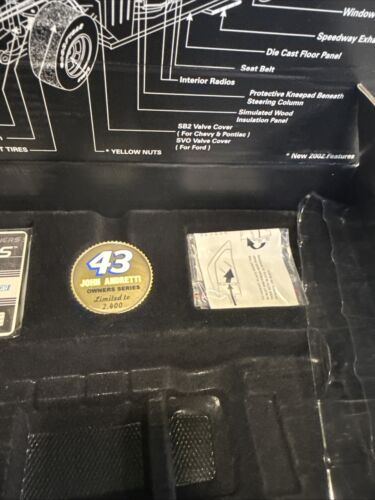 Window
Speedway Exha
Die Cast Floor Panel
Seat Belt
Interior Radios
Protective Kneepad Beneath
Steering Column
Simulated Wood
Insulation Panel
SB2 Valve Cover
( For Chevy & Pontiac )
SVO Valve Cover
( For Ford )
T TIRES
* YELLOW NUTS
* New 2002 Features
ERS
S
43
JOHN ANDRETTI
OWNERS SERIES
Limited to
2,600